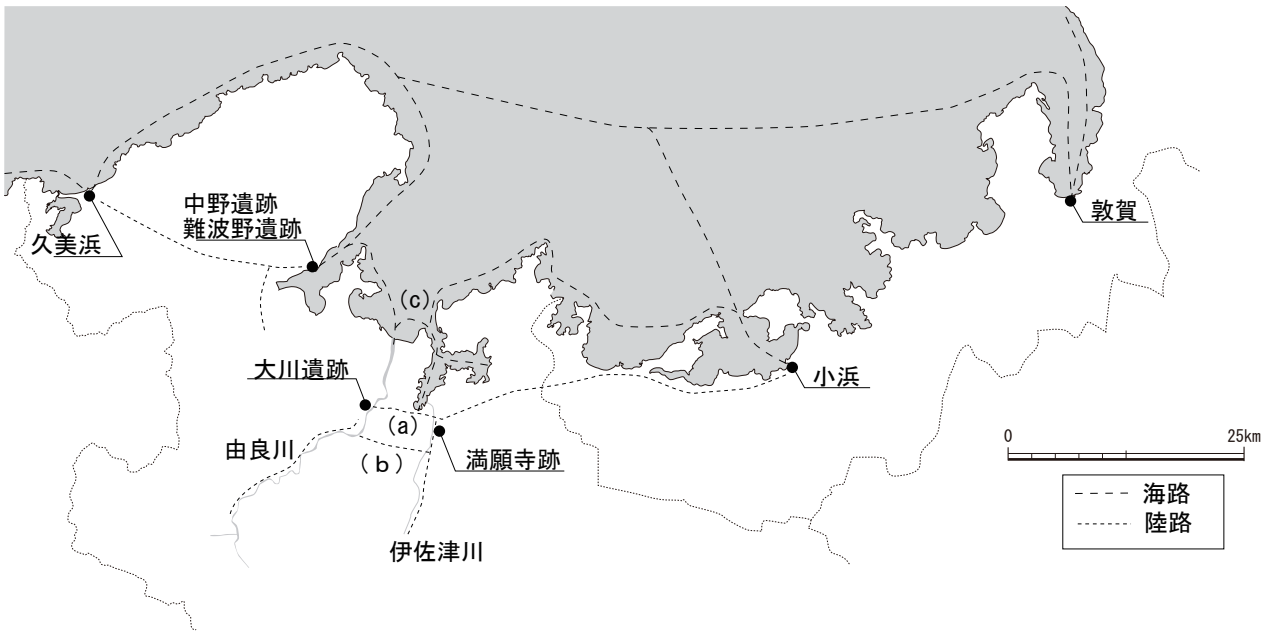 中野遺跡
難波野遺跡
久美浜
敦賀
(c)
大川遺跡
小浜
(a)
由良川
(ｂ)
満願寺跡
伊佐津川
0 25km
海路
陸路